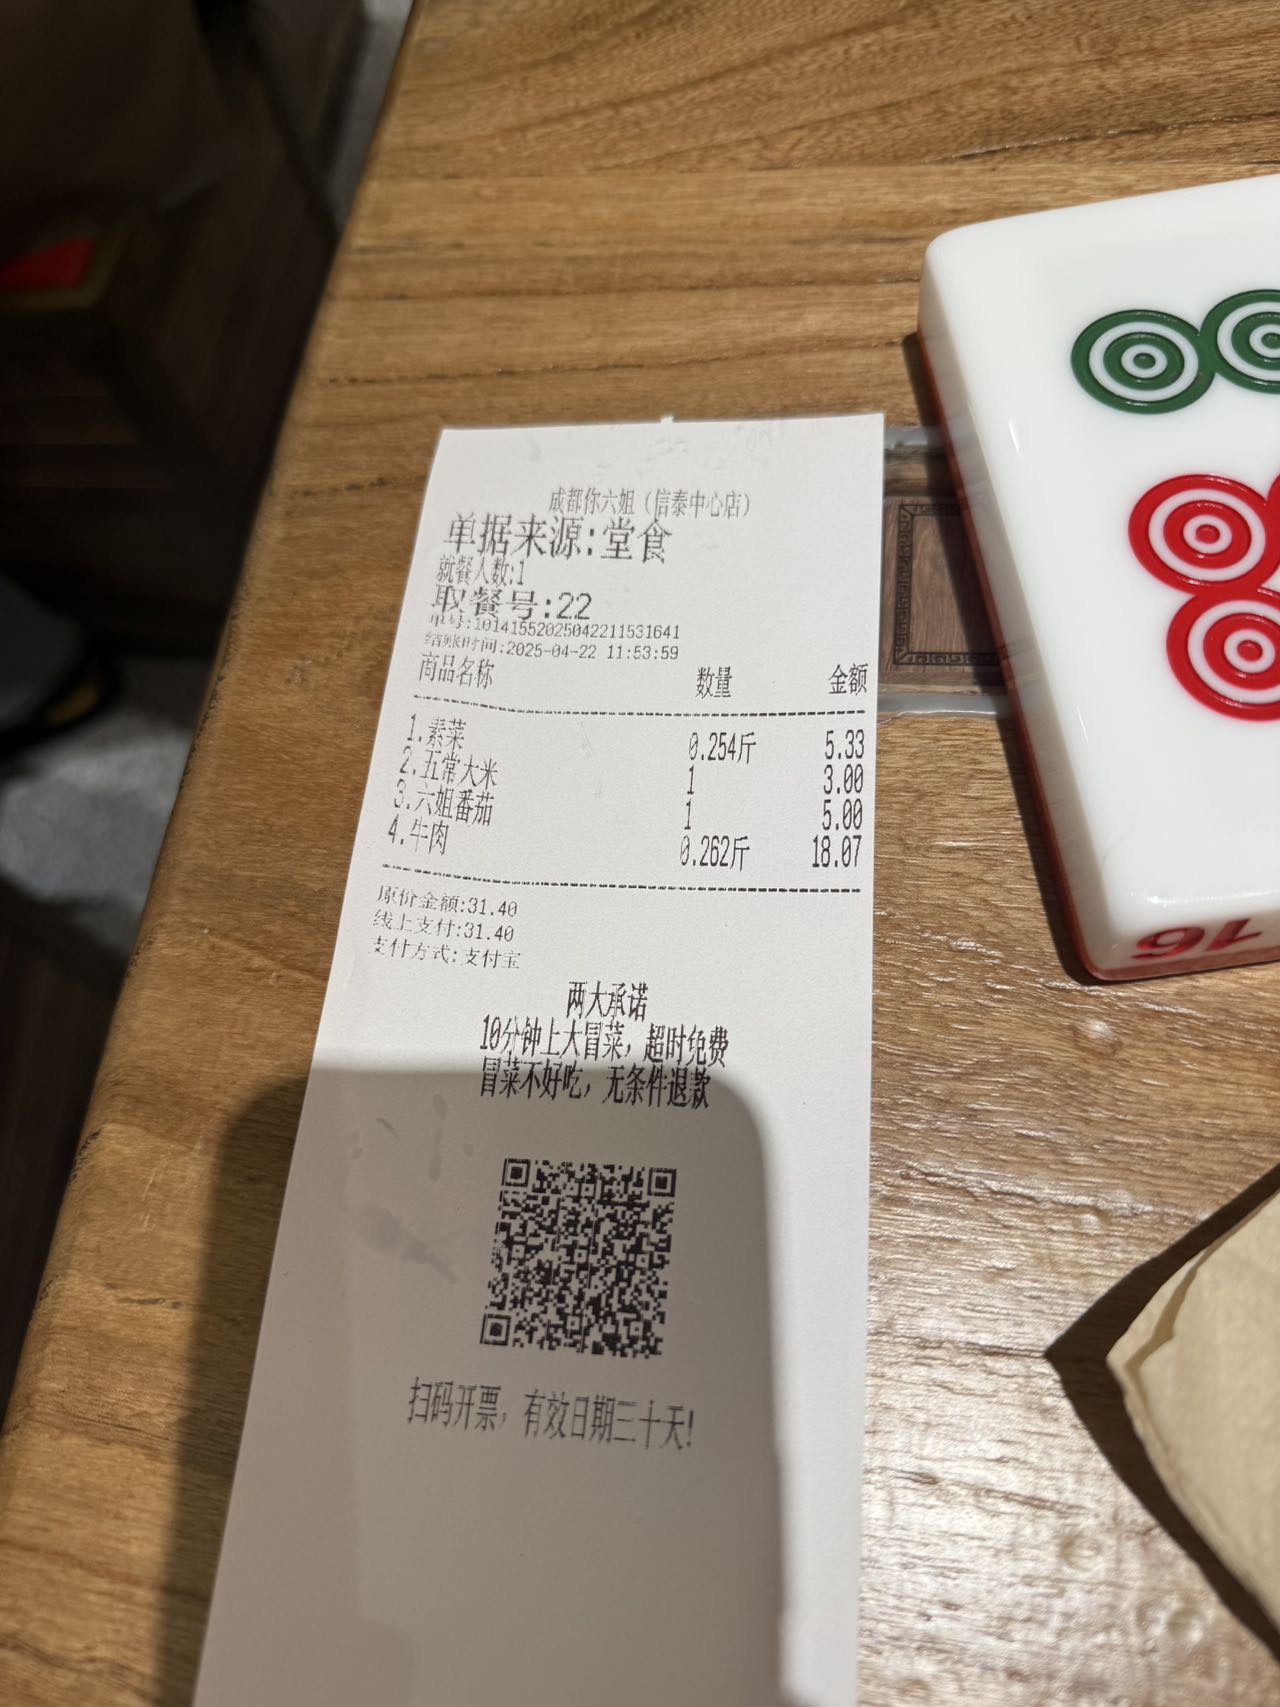 成都你六姐（信泰中心店）
单据来源:堂食
就餐人数:1
取餐号:22
单号:10141552025042211531641
结账时间:2025-04-22 11:53:59
商品名称 数量 金额
1.素菜 0.254斤 5.33
2.五常大米 1 3.00
3.六姐番茄 1 5.00
4.牛肉 0.262斤 18.07
原价金额:31.40
线上支付:31.40
支付方式:支付宝
两大承诺
10分钟上大冒菜，超时免费
冒菜不好吃，无条件退款
扫码开票，有效日期三十天!
16